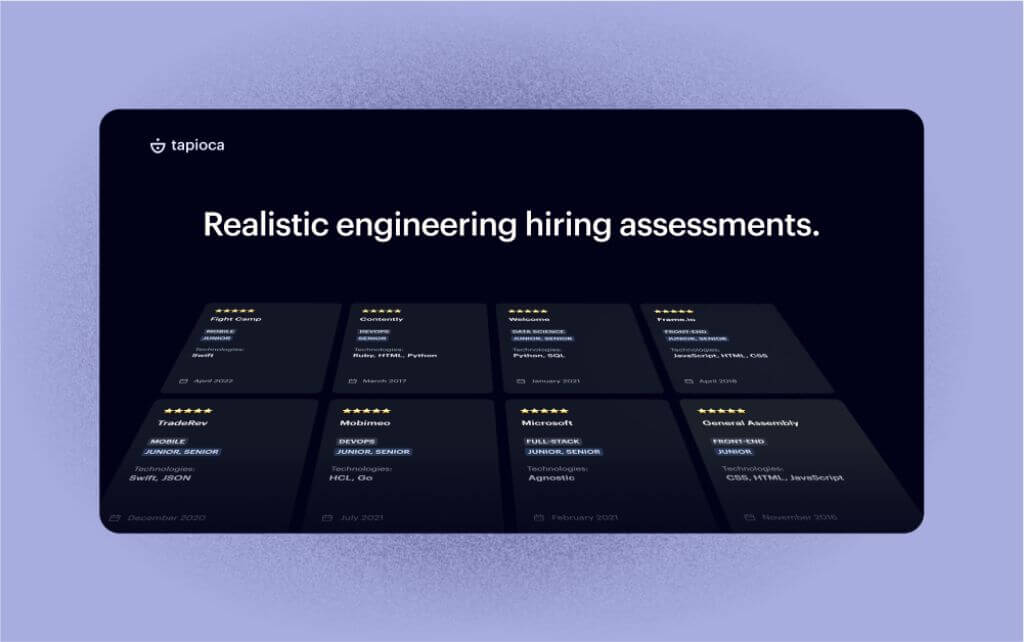 tapioca
Realistic engineering hiring assessments.
Fight Camp
MOBILE
JUNIOR
Technologies:
Swift
April 2022
Contently
DEVOPS
SENIOR
Technologies:
Ruby, HTML, Python
March 2017
Welcome
DATA SCIENCE
JUNIOR, SENIOR
Technologies:
Python, SQL
January 2021
Frame.io
FRONT-END
JUNIOR, SENIOR
Technologies:
JavaScript, HTML, CSS
April 2018
TradeRev
MOBILE
JUNIOR, SENIOR
Technologies:
Swift, JSON
December 2020
Mobimeo
DEVOPS
JUNIOR, SENIOR
Technologies:
HCL, Go
July 2021
Microsoft
FULL-STACK
JUNIOR, SENIOR
Technologies:
Agnostic
February 2021
General Assembly
FRONT-END
JUNIOR
Technologies:
CSS, HTML, JavaScript
November 2016